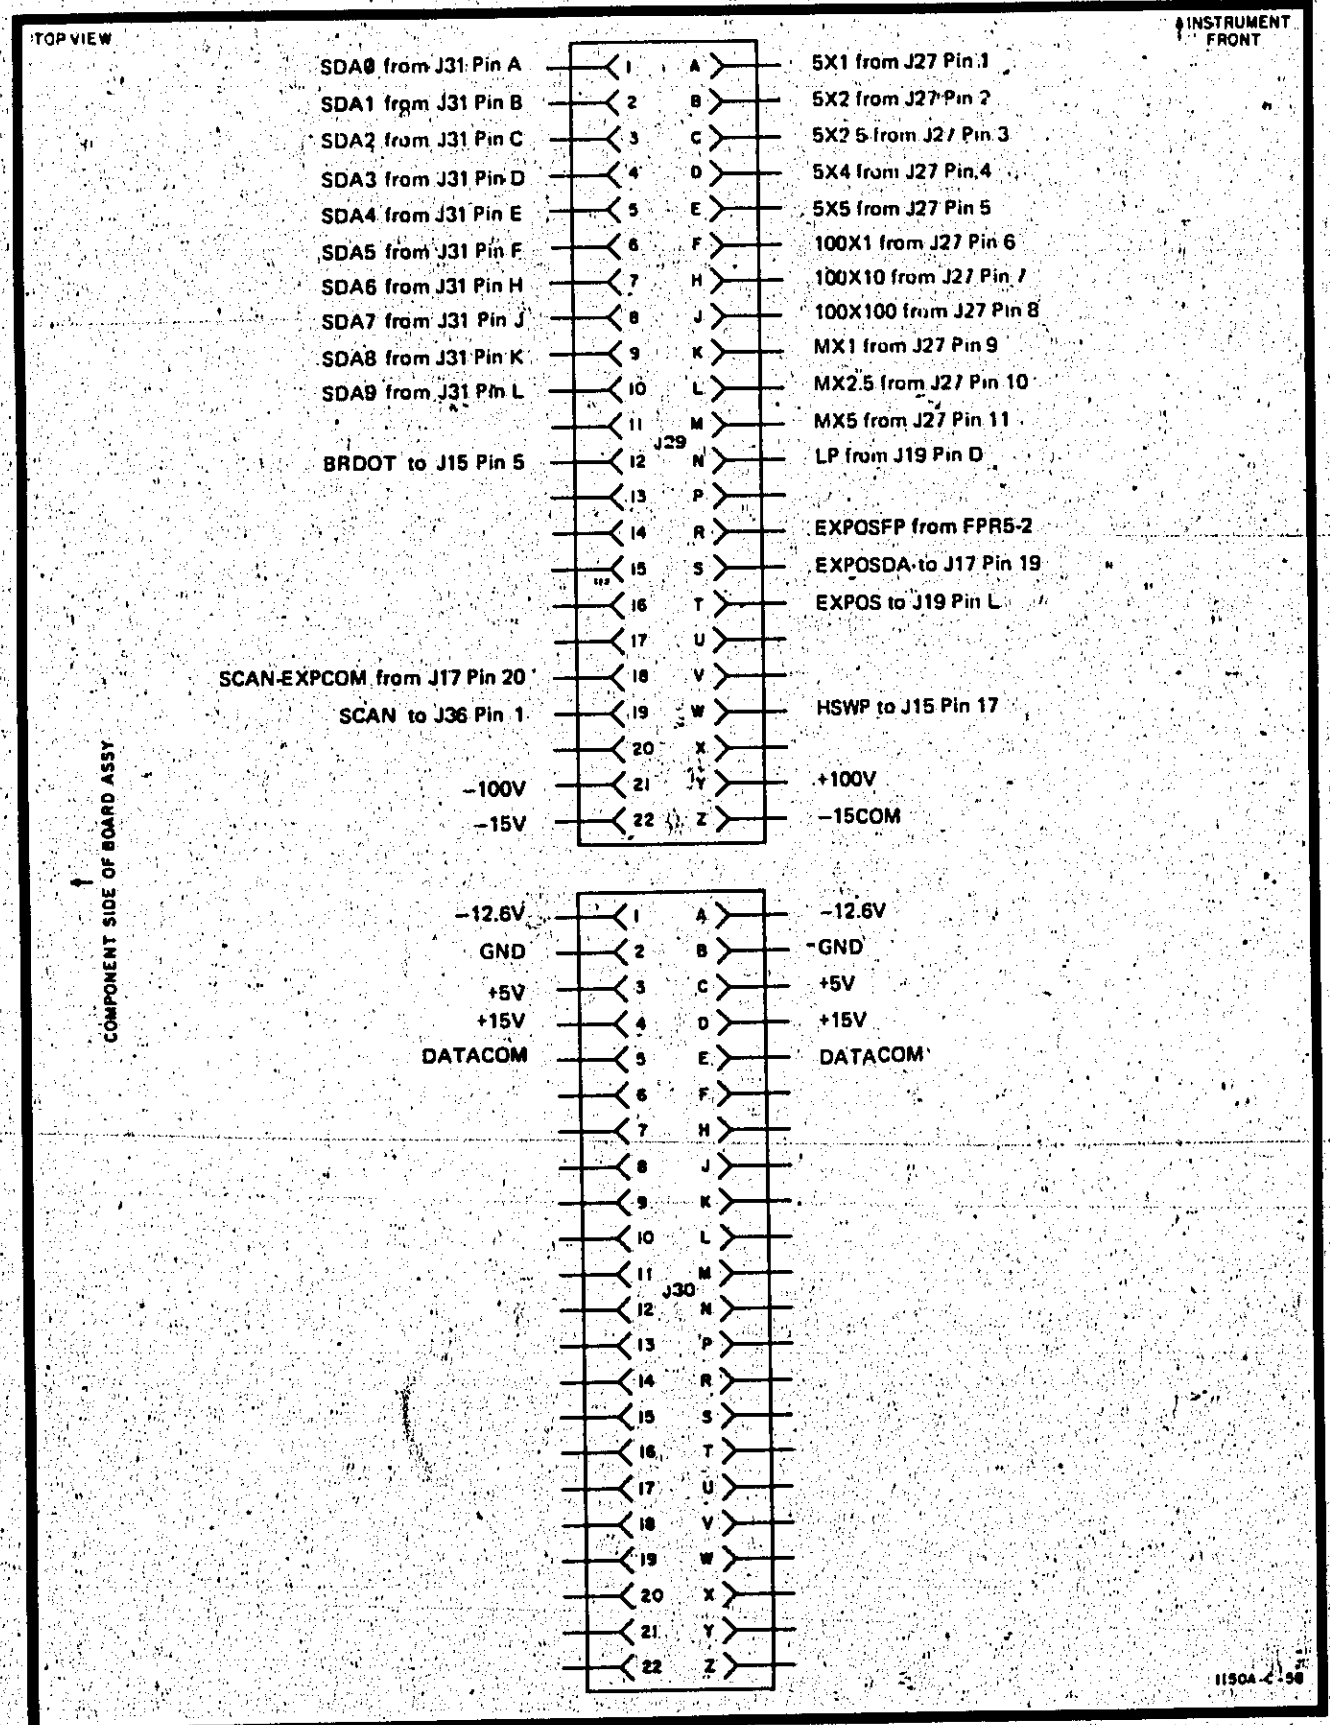 TOP VIEW
INSTRUMENT
FRONT
SDA0 from J31 Pin A 1 A 5X1 from J27 Pin 1
SDA1 from J31 Pin B 2 B 5X2 from J27 Pin 2
SDA2 from J31 Pin C 3 C 5X2 5 from J27 Pin 3
SDA3 from J31 Pin D 4 D 5X4 from J27 Pin 4
SDA4 from J31 Pin E 5 E 5X5 from J27 Pin 5
SDA5 from J31 Pin F 6 F 100X1 from J27 Pin 6
SDA6 from J31 Pin H 7 H 100X10 from J27 Pin 7
SDA7 from J31 Pin J 8 J 100X100 from J27 Pin 8
SDA8 from J31 Pin K 9 K MX1 from J27 Pin 9
SDA9 from J31 Pin L 10 L MX2.5 from J27 Pin 10
11 M MX5 from J27 Pin 11
J29
BRDOT to J15 Pin 5 12 N LP from J19 Pin D
13 P
14 R EXPOSFP from FPR5-2
15 S EXPOSDA to J17 Pin 19
16 T EXPOS to J19 Pin L
17 U
SCAN-EXPCOM from J17 Pin 20 18 V
SCAN to J36 Pin 1 19 W HSWP to J15 Pin 17
20 X
-100V 21 Y +100V
-15V 22 Z -15COM
COMPONENT SIDE OF BOARD ASSY
-12.6V 1 A -12.6V
GND 2 B GND
+5V 3 C +5V
+15V 4 D +15V
DATACOM 5 E DATACOM
6 F
7 H
8 J
9 K
10 L
11 M
J30
12 N
13 P
14 R
15 S
16 T
17 U
18 V
19 W
20 X
21 Y
22 Z
1150A-C-58